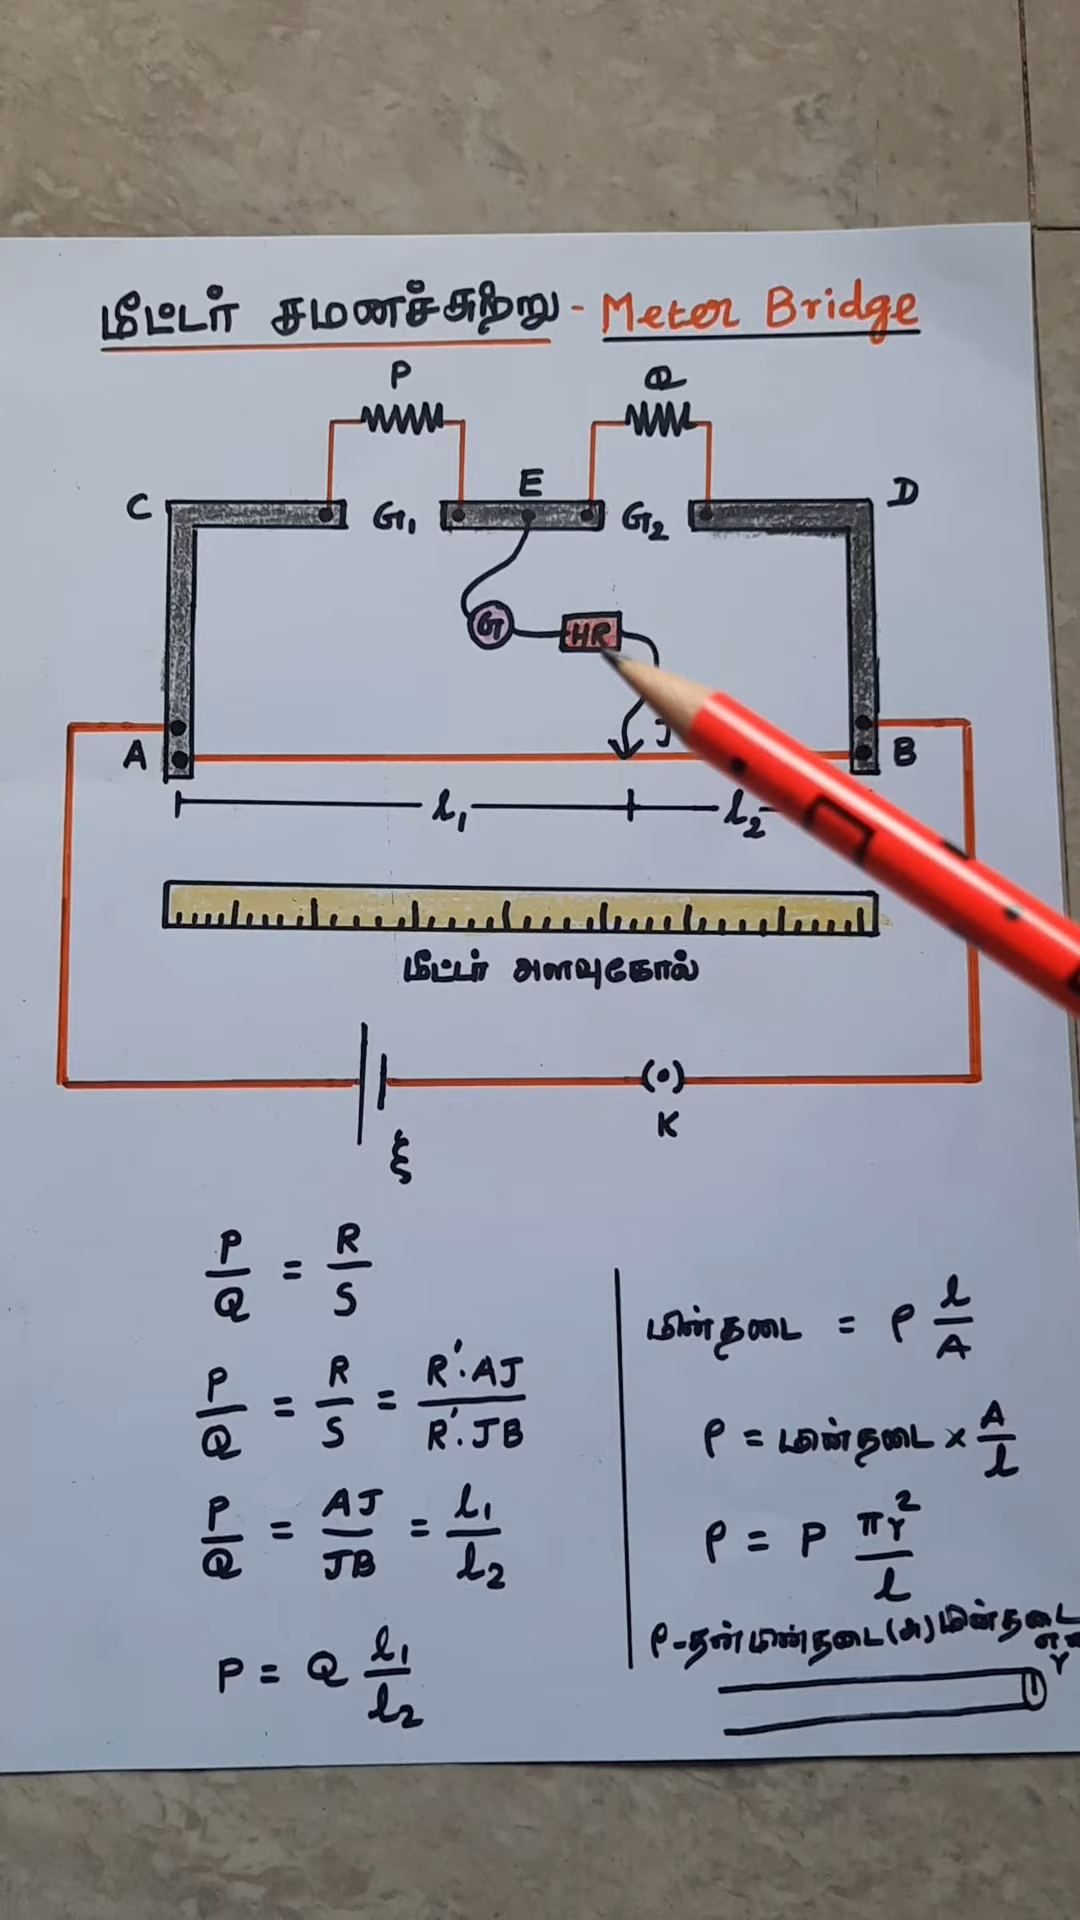 மீட்டர் சமனச்சுற்று - Meter Bridge
P Q
C G₁ E G₂ D
G HR
A J B
l₁ l₂
மீட்டர் அளவுகோல்
ξ K
P/Q = R/S
P/Q = R/S = R′.AJ/R′.JB
P/Q = AJ/JB = l₁/l₂
P = Q l₁/l₂
மின்தடை = ρ l/A
ρ = மின்தடை × A/l
ρ = P πr²/l
ρ-தன்மின்தடை (அ) மின்தடை
எண்
r